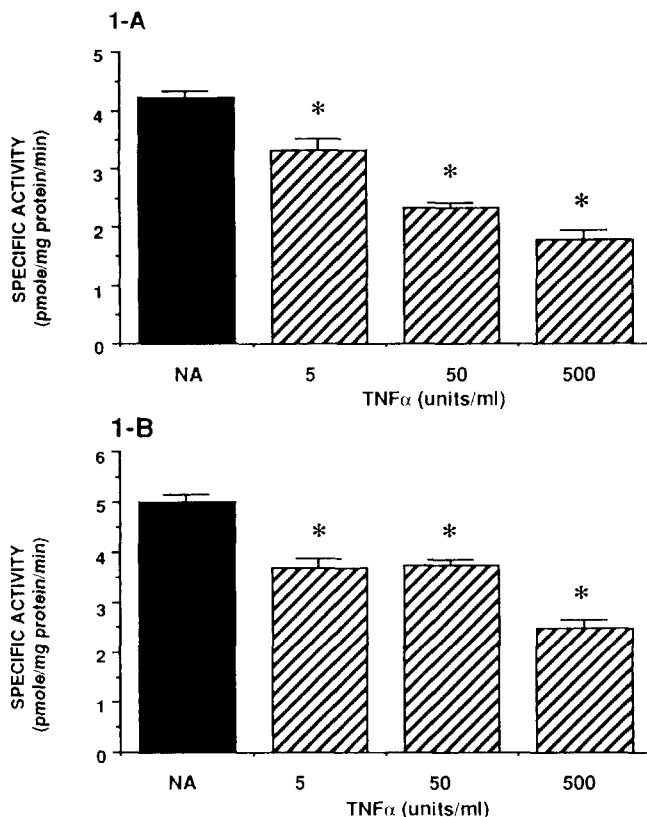 1-A
SPECIFIC ACTIVITY
(pmole/mg protein/min)
5
4
3
2
1
0
*
*
*
NA 5 50 500
TNFα (units/ml)
1-B
SPECIFIC ACTIVITY
(pmole/mg protein/min)
6
5
4
3
2
1
0
*
*
*
NA 5 50 500
TNFα (units/ml)